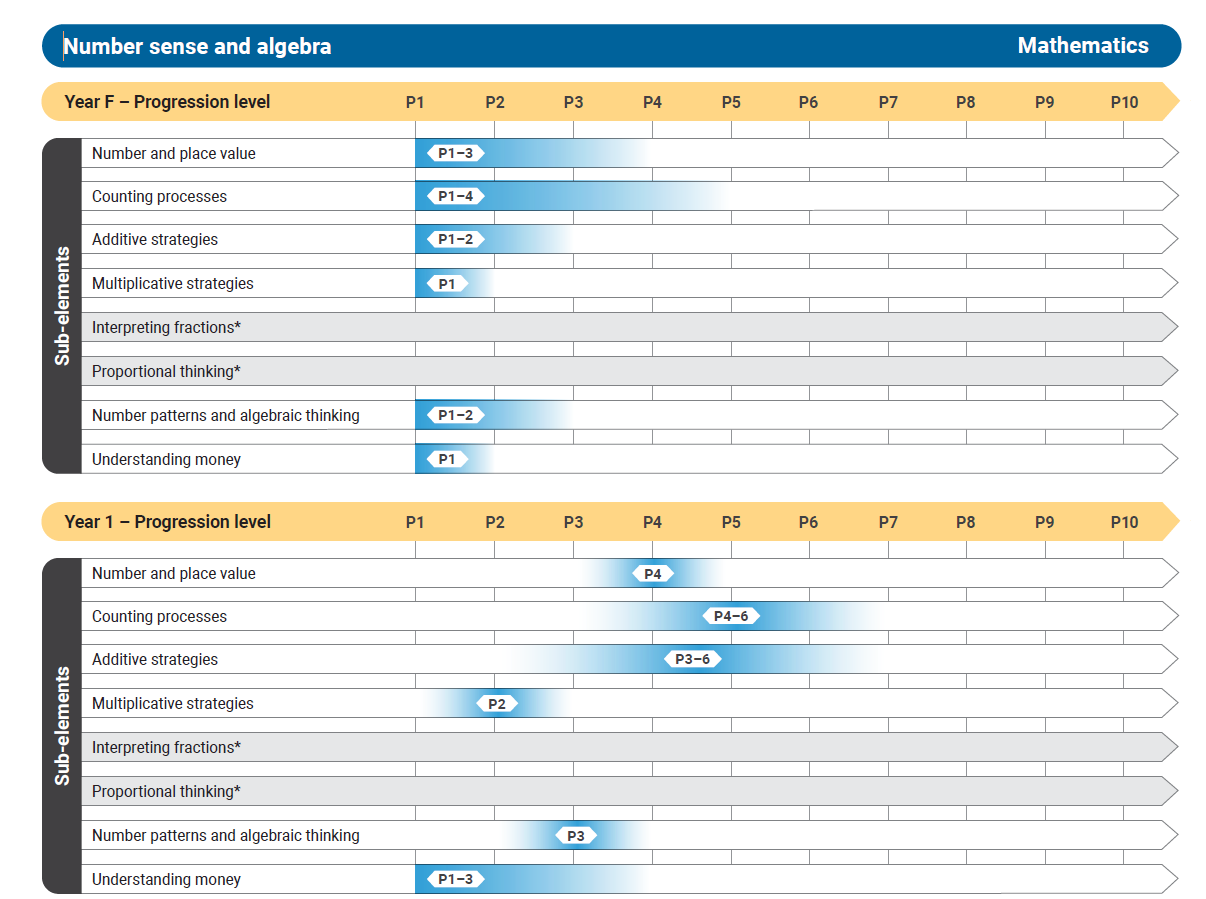 Number sense and algebra Mathematics
Year F – Progression level P1 P2 P3 P4 P5 P6 P7 P8 P9 P10
Sub-elements
Number and place value P1–3
Counting processes P1–4
Additive strategies P1–2
Multiplicative strategies P1
Interpreting fractions*
Proportional thinking*
Number patterns and algebraic thinking P1–2
Understanding money P1
Year 1 – Progression level P1 P2 P3 P4 P5 P6 P7 P8 P9 P10
Sub-elements
Number and place value P4
Counting processes P4–6
Additive strategies P3–6
Multiplicative strategies P2
Interpreting fractions*
Proportional thinking*
Number patterns and algebraic thinking P3
Understanding money P1–3